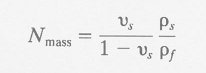 N_mass = υ_s / (1 − υ_s) ρ_s / ρ_f